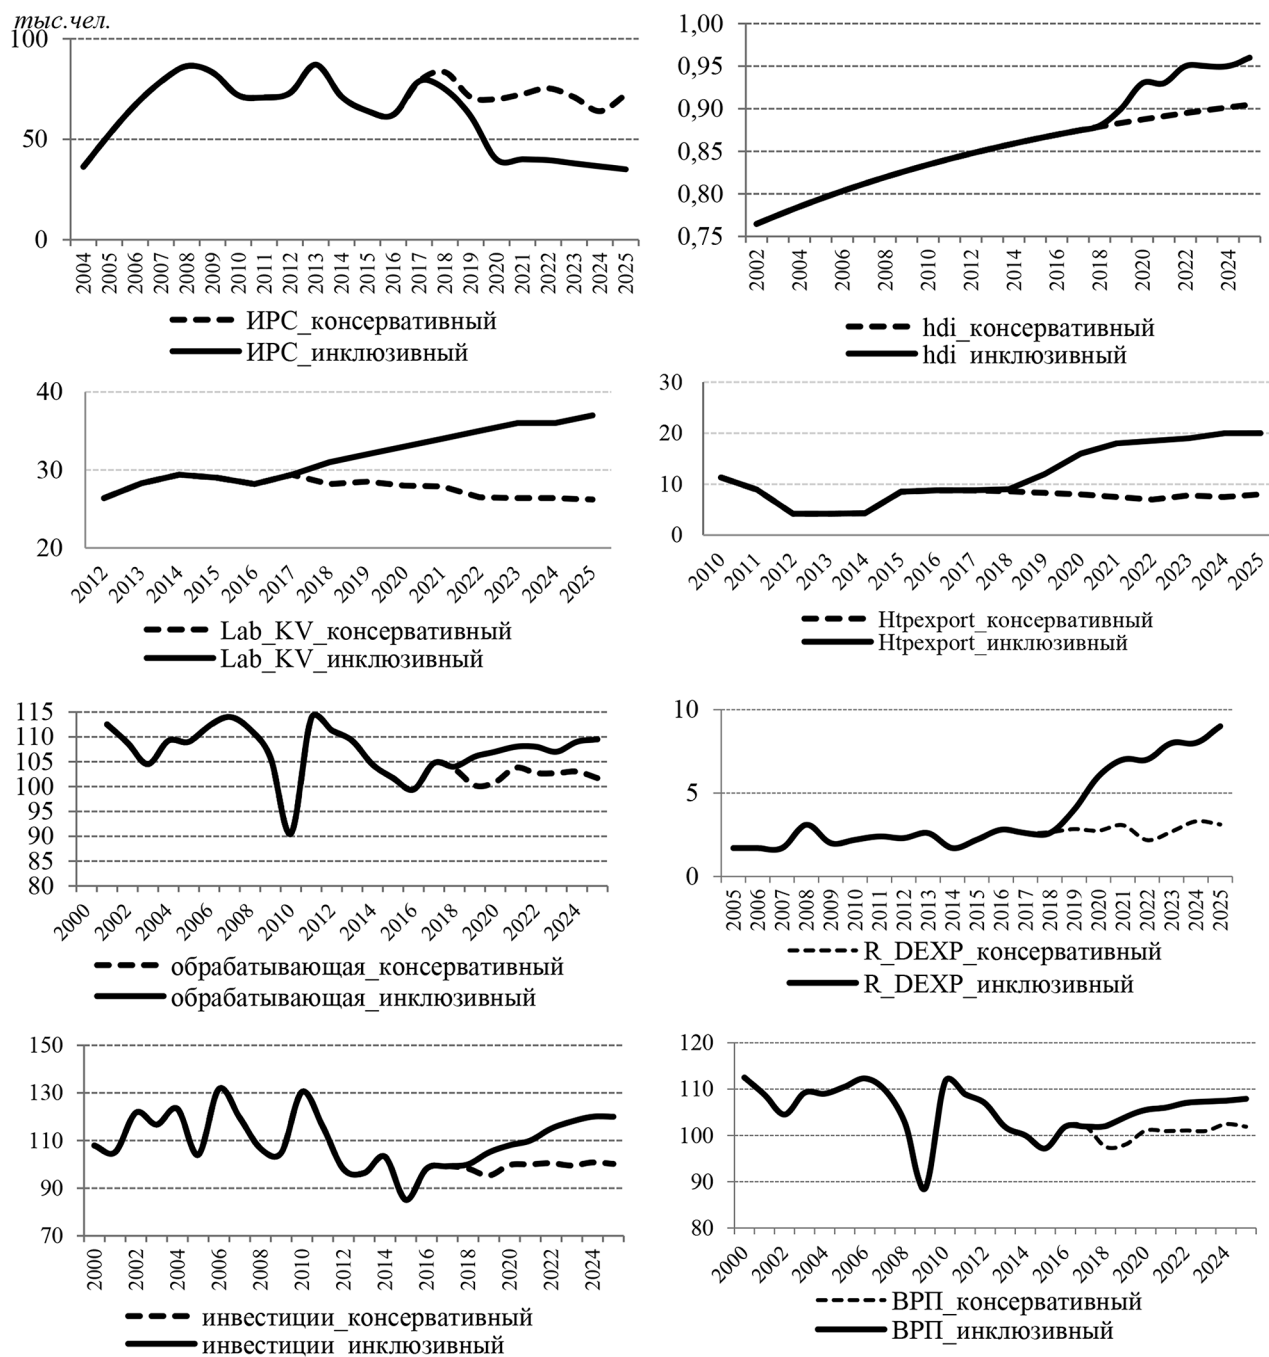 тыс.чел.
100
50
0
2004 2005 2006 2007 2008 2009 2010 2011 2012 2013 2014 2015 2016 2017 2018 2019 2020 2021 2022 2023 2024 2025
ИРС_консервативный
ИРС_инклюзивный
1,00
0,95
0,90
0,85
0,80
0,75
2002 2004 2006 2008 2010 2012 2014 2016 2018 2020 2022 2024
hdi_консервативный
hdi_инклюзивный
40
30
20
2012 2013 2014 2015 2016 2017 2018 2019 2020 2021 2022 2023 2024 2025
Lab_KV_консервативный
Lab_KV_инклюзивный
30
20
10
0
2010 2011 2012 2013 2014 2015 2016 2017 2018 2019 2020 2021 2022 2023 2024 2025
Htpexport_консервативный
Htpexport_инклюзивный
115
110
105
100
95
90
85
80
2000 2002 2004 2006 2008 2010 2012 2014 2016 2018 2020 2022 2024
обрабатывающая_консервативный
обрабатывающая_инклюзивный
10
5
0
2005 2006 2007 2008 2009 2010 2011 2012 2013 2014 2015 2016 2017 2018 2019 2020 2021 2022 2023 2024 2025
R_DEXP_консервативный
R_DEXP_инклюзивный
150
130
110
90
70
2000 2002 2004 2006 2008 2010 2012 2014 2016 2018 2020 2022 2024
инвестиции_консервативный
инвестиции_инклюзивный
120
110
100
90
80
2000 2002 2004 2006 2008 2010 2012 2014 2016 2018 2020 2022 2024
ВРП_консервативный
ВРП_инклюзивный